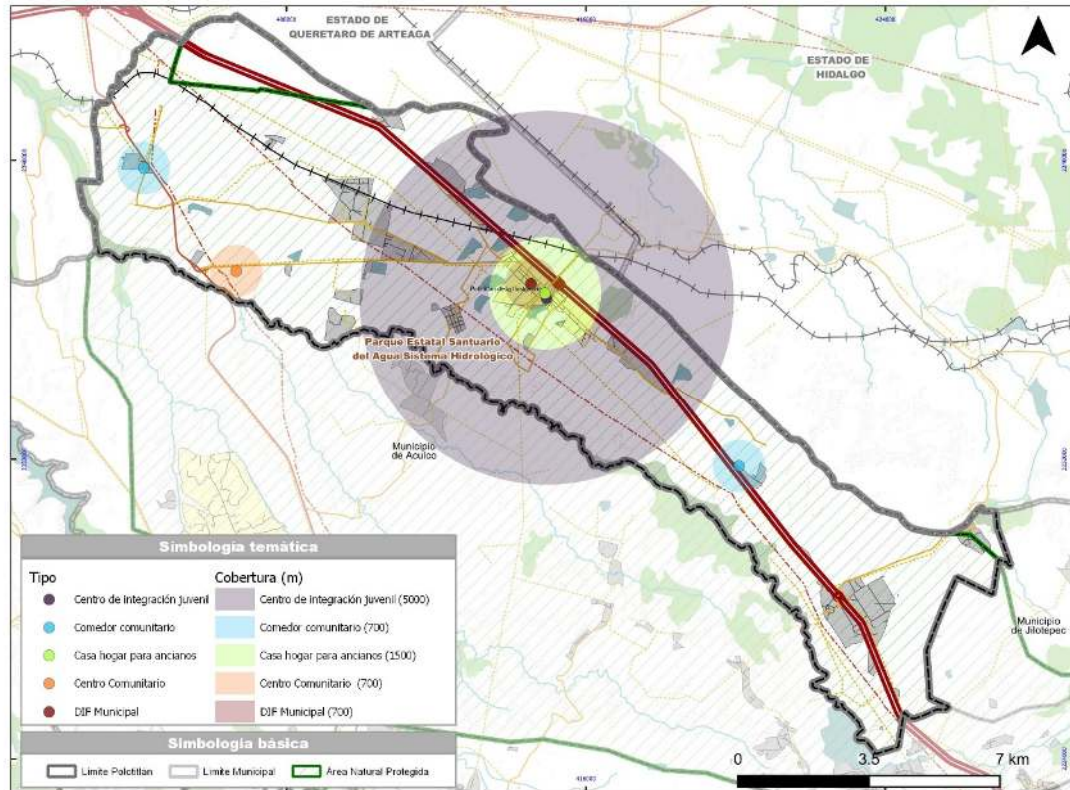 ESTADO DE
QUERETARO DE ARTEAGA
ESTADO DE
HIDALGO
Parque Estatal Santuario
del Agua Sistema Hidrológico
Municipio
de Aculco
Municipio
de Jilotepec
Simbología temática
Tipo
Cobertura (m)
Centro de integración juvenil
Centro de integración juvenil (5000)
Comedor comunitario
Comedor comunitario (700)
Casa hogar para ancianos
Casa hogar para ancianos (1500)
Centro Comunitario
Centro Comunitario (700)
DIF Municipal
DIF Municipal (700)
Simbología básica
Límite Polotitlán
Límite Municipal
Área Natural Protegida
0 3.5 7 km
416000
424000